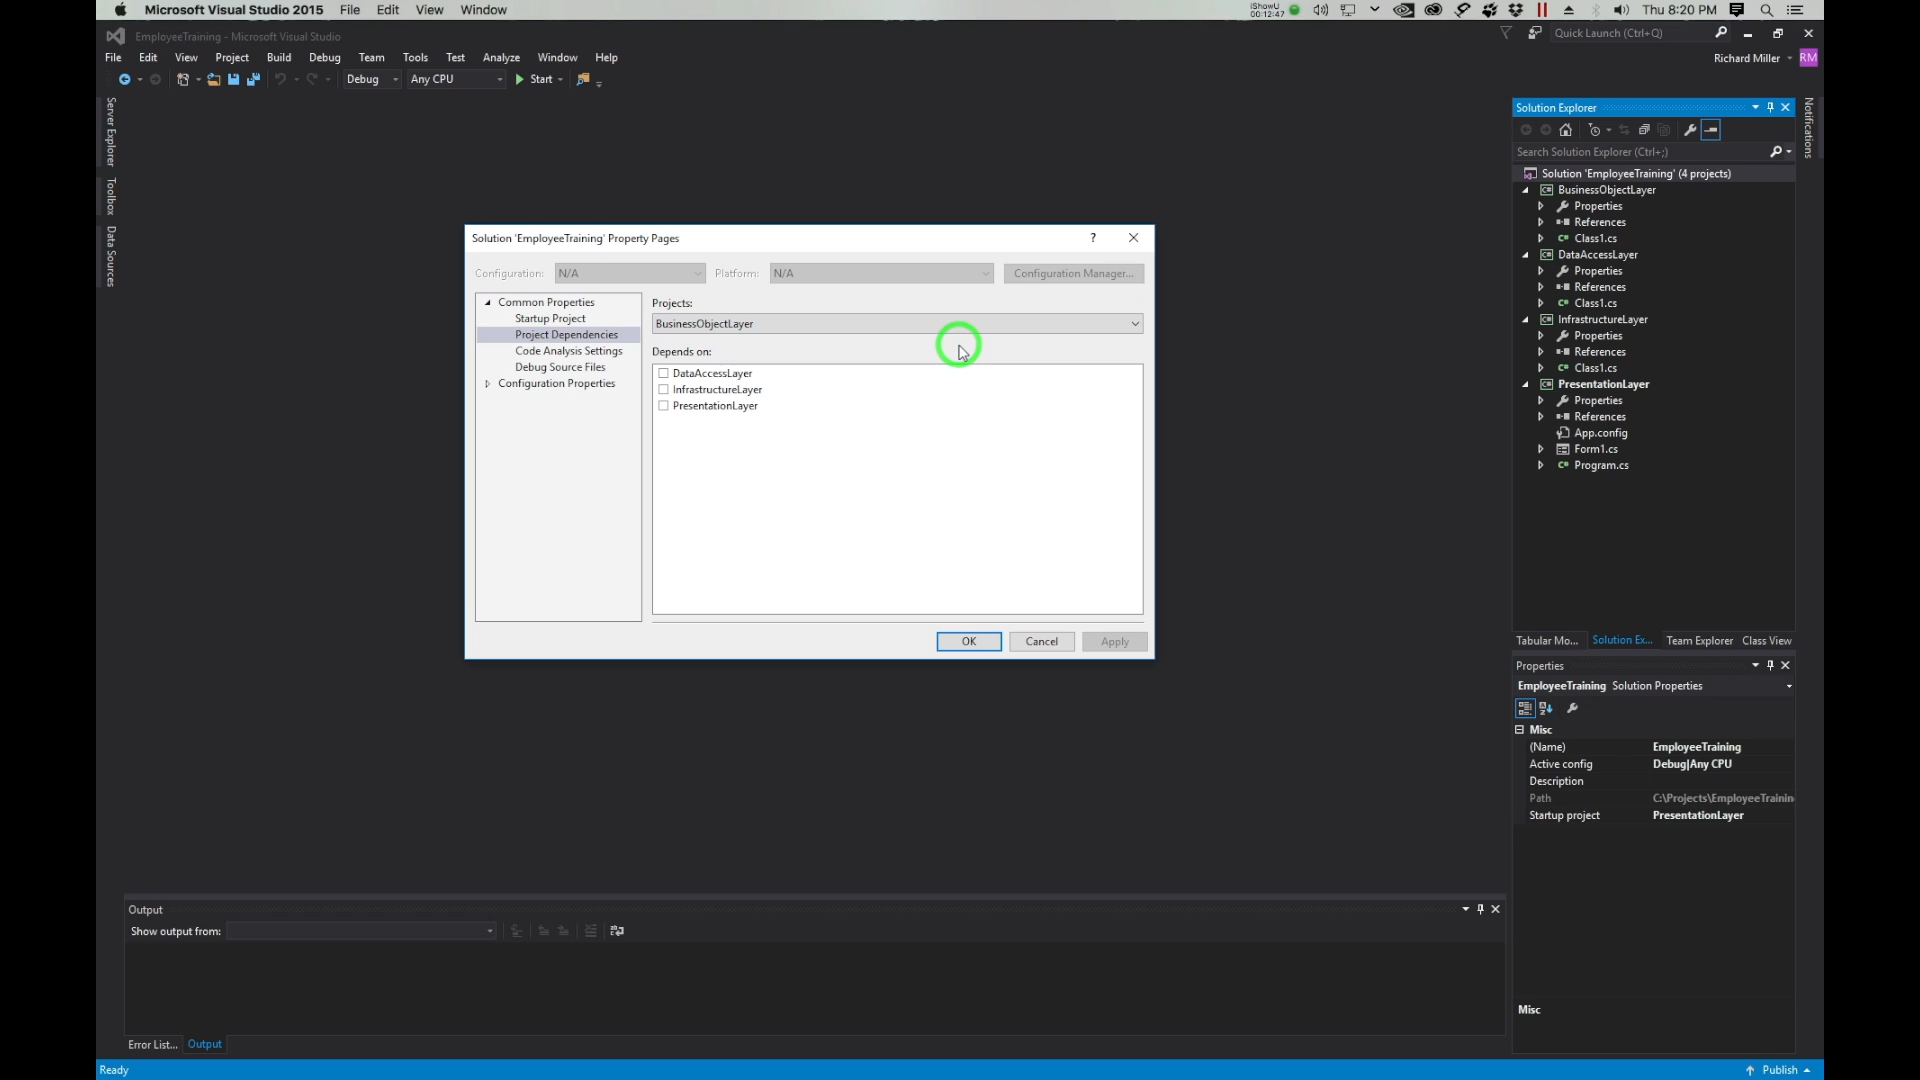 Microsoft Visual Studio 2015 File Edit View Window
iShowU
00:12:47
Thu 8:20 PM
EmployeeTraining - Microsoft Visual Studio
Quick Launch (Ctrl+Q)
File Edit View Project Build Debug Team Tools Test Analyze Window Help
Richard Miller RM
Debug Any CPU Start
Server Explorer
Toolbox
Data Sources
Notifications
Solution Explorer
Search Solution Explorer (Ctrl+;)
Solution 'EmployeeTraining' (4 projects)
BusinessObjectLayer
Properties
References
Class1.cs
DataAccessLayer
Properties
References
Class1.cs
InfrastructureLayer
Properties
References
Class1.cs
PresentationLayer
Properties
References
App.config
Form1.cs
Program.cs
Solution 'EmployeeTraining' Property Pages
Configuration: N/A Platform: N/A Configuration Manager...
Common Properties
Startup Project
Project Dependencies
Code Analysis Settings
Debug Source Files
Configuration Properties
Projects:
BusinessObjectLayer
Depends on:
DataAccessLayer
InfrastructureLayer
PresentationLayer
OK Cancel Apply
Tabular Mo... Solution Ex... Team Explorer Class View
Properties
EmployeeTraining Solution Properties
Misc
(Name) EmployeeTraining
Active config Debug|Any CPU
Description
Path C:\Projects\EmployeeTrainin
Startup project PresentationLayer
Misc
Output
Show output from:
Error List... Output
Ready
Publish